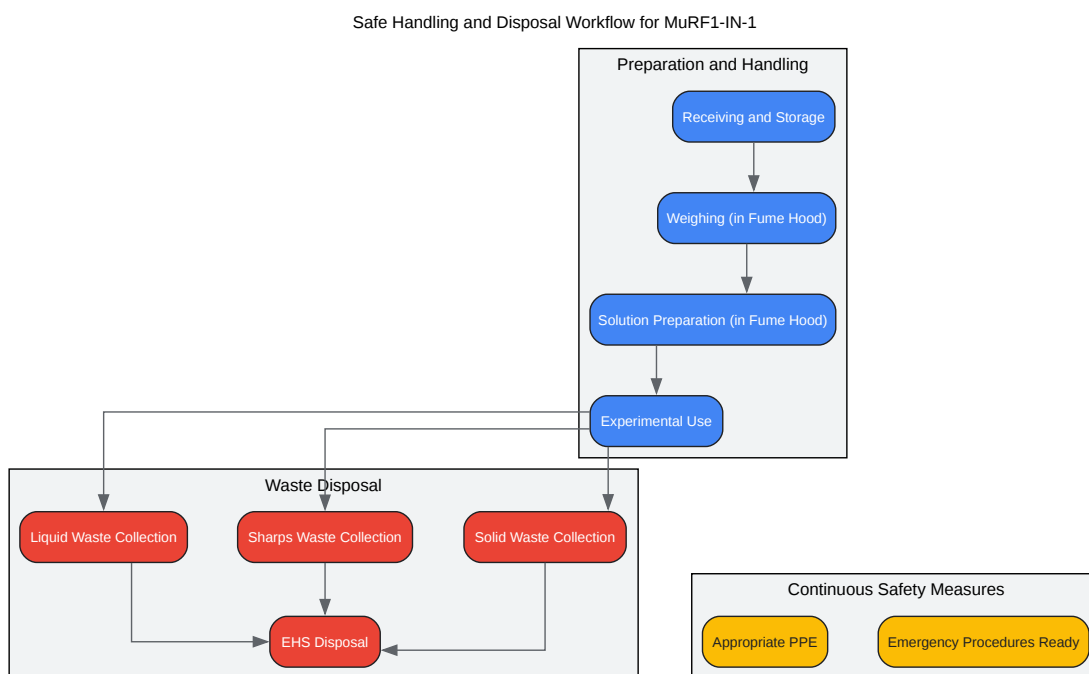 Safe Handling and Disposal Workflow for MuRF1-IN-1
Preparation and Handling
Receiving and Storage
Weighing (in Fume Hood)
Solution Preparation (in Fume Hood)
Experimental Use
Waste Disposal
Liquid Waste Collection
Sharps Waste Collection
Solid Waste Collection
EHS Disposal
Continuous Safety Measures
Appropriate PPE
Emergency Procedures Ready